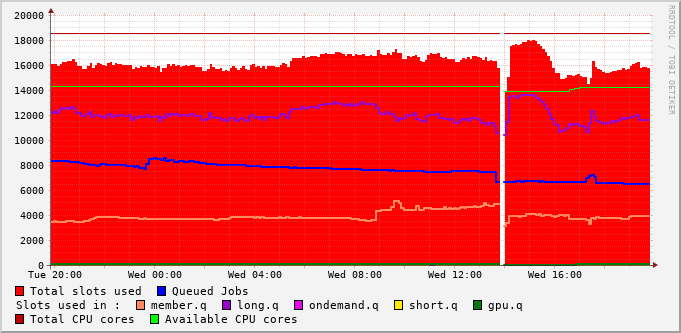 20000
18000
16000
14000
12000
10000
8000
6000
4000
2000
0
Tue 20:00 Wed 00:00 Wed 04:00 Wed 08:00 Wed 12:00 Wed 16:00
RRDTOOL / TOBI OETIKER
Total slots used Queued Jobs
Slots used in : member.q long.q ondemand.q short.q gpu.q
Total CPU cores Available CPU cores